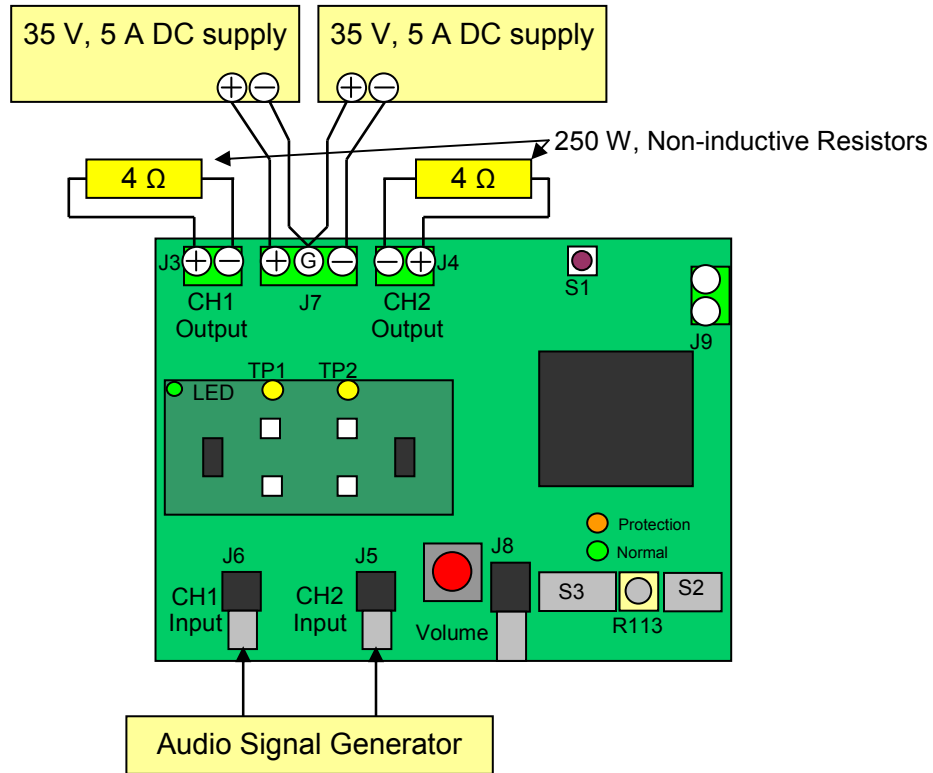 35 V, 5 A DC supply
35 V, 5 A DC supply
+ −
+ −
250 W, Non-inductive Resistors
4 Ω
4 Ω
J3
+ −
+ G −
− +
J4
CH1
Output
J7
CH2
Output
S1
J9
LED
TP1
TP2
Protection
Normal
J6
J5
J8
CH1
Input
CH2
Input
Volume
S3
R113
S2
Audio Signal Generator